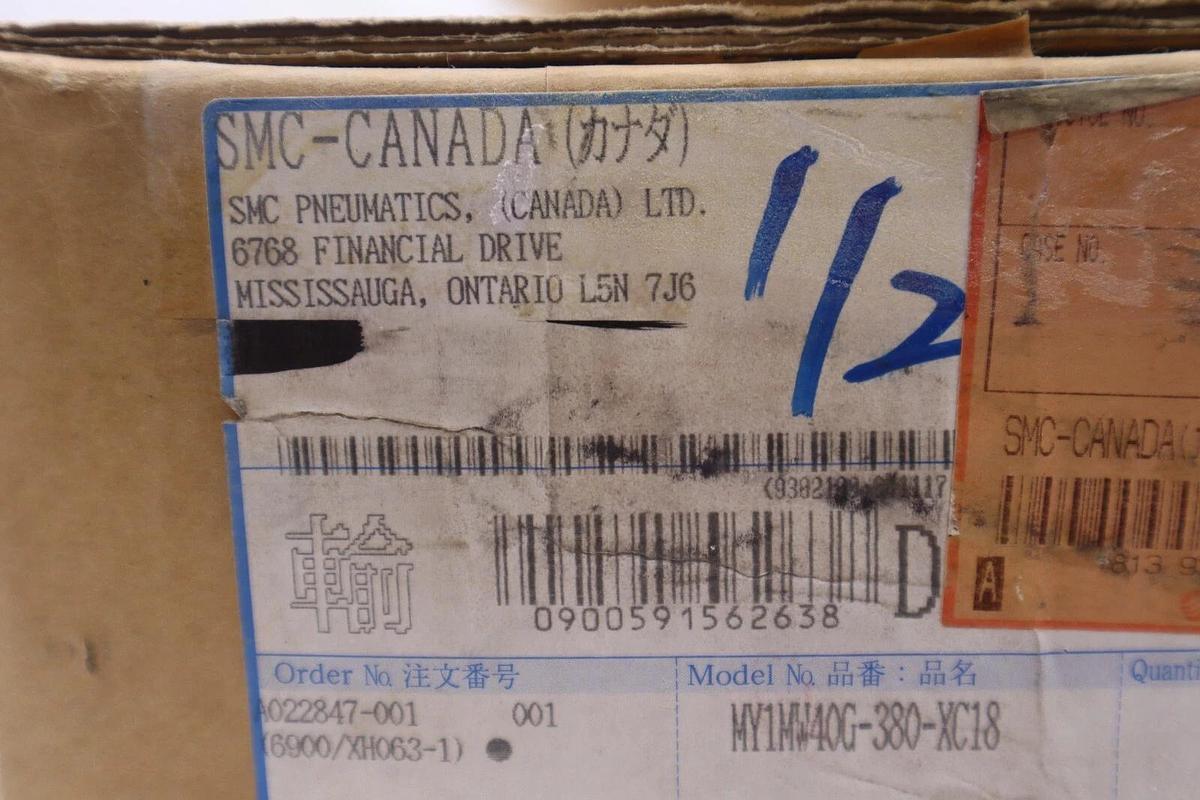 SMC-CANADA (カナダ)
SMC PNEUMATICS, (CANADA) LTD.
6768 FINANCIAL DRIVE
MISSISSAUGA, ONTARIO L5N 7J6
1/2
CASE NO.
SMC-CANADA
輸
0900591562638
D
A
813 9
Order No. 注文番号
Model No. 品番：品名
A022847-001 001
MY1MW40G-380-XC18
(6900/XH063-1) ●